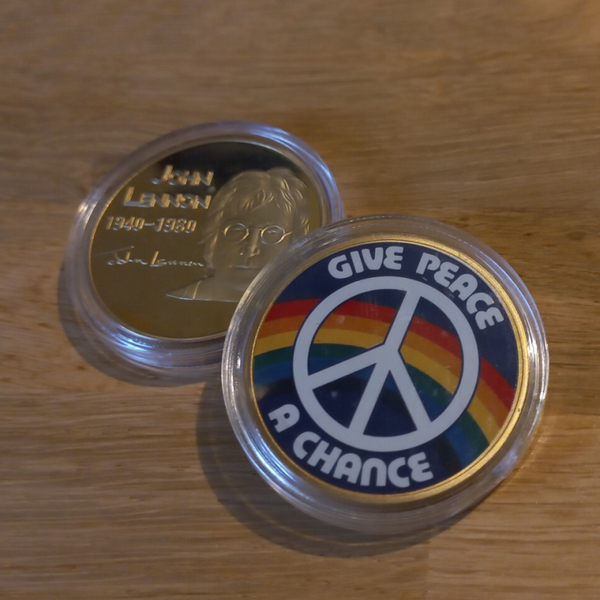 JOHN
LENNON
1940-1980
John Lennon
GIVE PEACE
A CHANCE